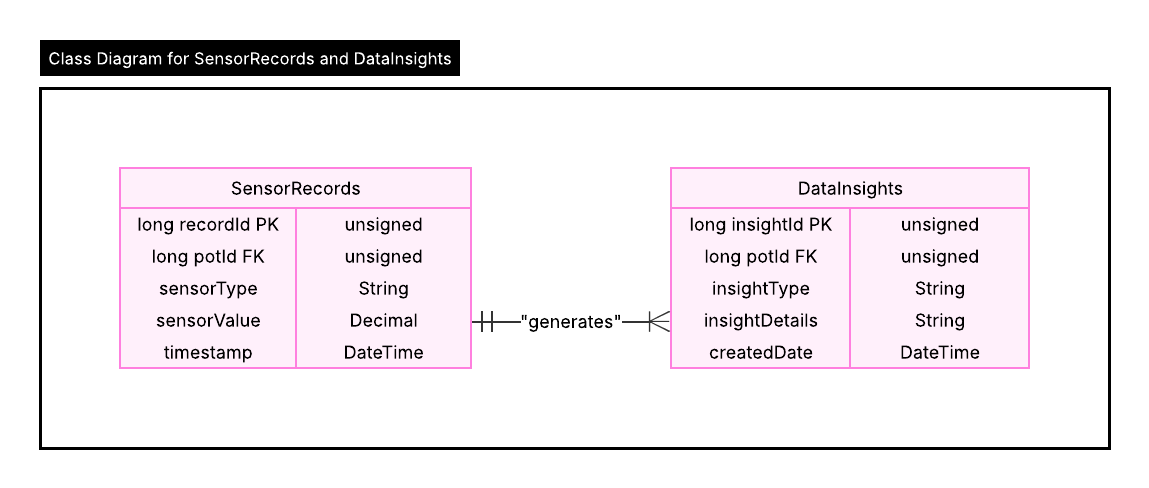 Class Diagram for SensorRecords and DataInsights
SensorRecords
long recordId PK unsigned
long potId FK unsigned
sensorType String
sensorValue Decimal
timestamp DateTime
"generates"
DataInsights
long insightId PK unsigned
long potId FK unsigned
insightType String
insightDetails String
createdDate DateTime